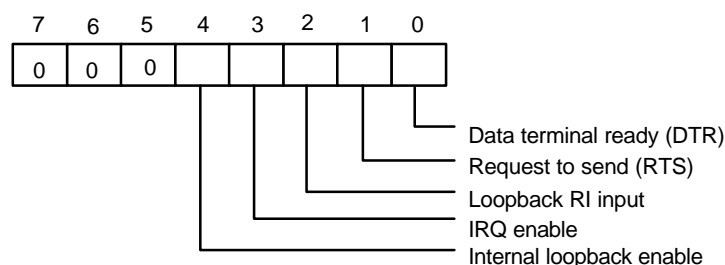 7 6 5 4 3 2 1 0
0 0 0
Data terminal ready (DTR)
Request to send (RTS)
Loopback RI input
IRQ enable
Internal loopback enable